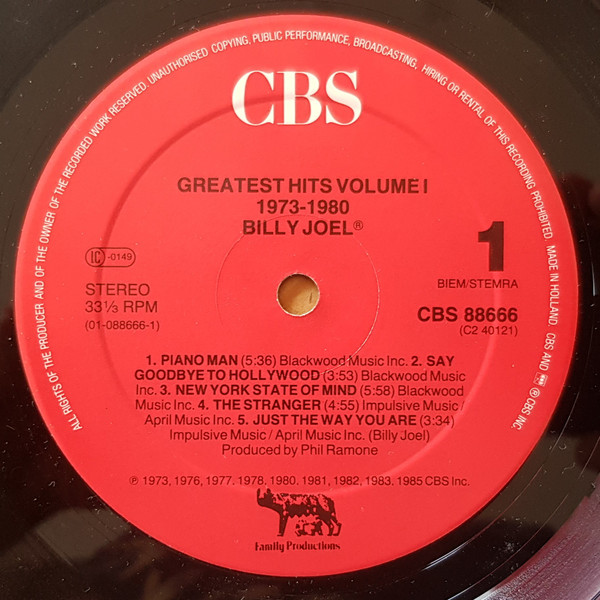 ALL RIGHTS OF THE PRODUCER AND OF THE OWNER OF THE RECORDED WORK RESERVED. UNAUTHORISED COPYING, PUBLIC PERFORMANCE, BROADCASTING, HIRING OR RENTAL OF THIS RECORDING PROHIBITED. MADE IN HOLLAND. CBS AND ® CBS INC.
CBS
GREATEST HITS VOLUME I
1973-1980
BILLY JOEL®
1
IC -0149
BIEM/STEMRA
STEREO
33⅓ RPM
CBS 88666
(01-088666-1)
(C2 40121)
1. PIANO MAN (5:36) Blackwood Music Inc. 2. SAY
GOODBYE TO HOLLYWOOD (3:53) Blackwood Music
Inc. 3. NEW YORK STATE OF MIND (5:58) Blackwood
Music Inc. 4. THE STRANGER (4:55) Impulsive Music /
April Music Inc. 5. JUST THE WAY YOU ARE (3:34)
Impulsive Music / April Music Inc. (Billy Joel)
Produced by Phil Ramone
℗ 1973, 1976, 1977. 1978. 1980. 1981, 1982, 1983. 1985 CBS Inc.
Family Productions